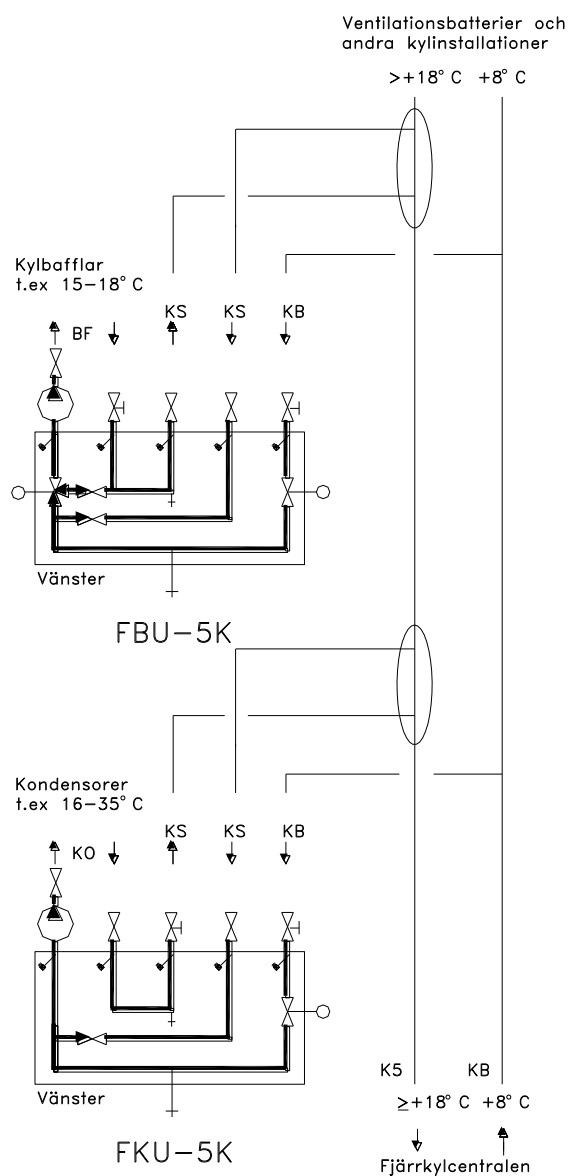 Ventilationsbatterier och
andra kylinstallationer
>+18°C +8°C
Kylbafflar
t.ex 15-18°C
BF
KS KS KB
Vänster
FBU-5K
Kondensorer
t.ex 16-35°C
KO
KS KS KB
Vänster
FKU-5K
K5 KB
≥+18°C +8°C
Fjärrkylcentralen